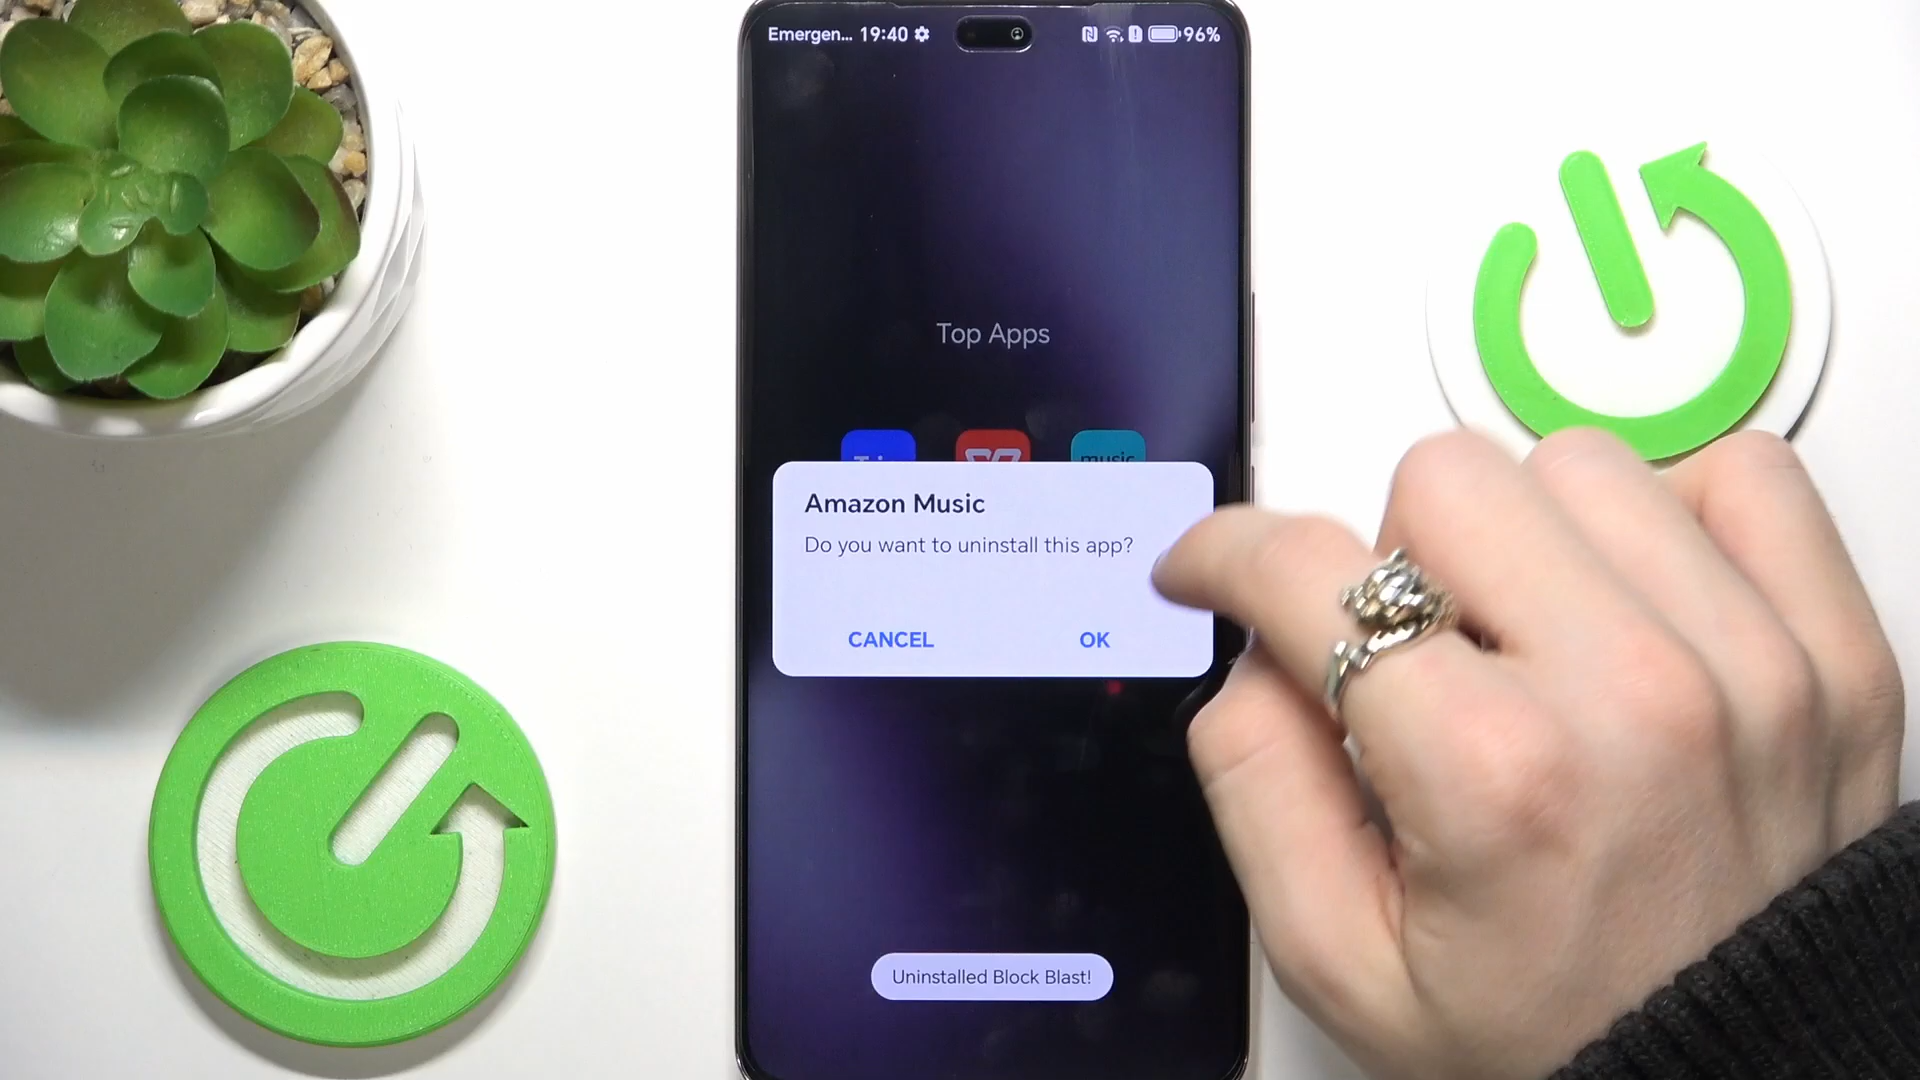 Emergen... 19:40 96%
Top Apps
music
Amazon Music
Do you want to uninstall this app?
CANCEL OK
Uninstalled Block Blast!